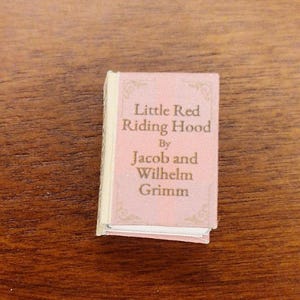 Little Red
Riding Hood
By
Jacob and
Wilhelm
Grimm